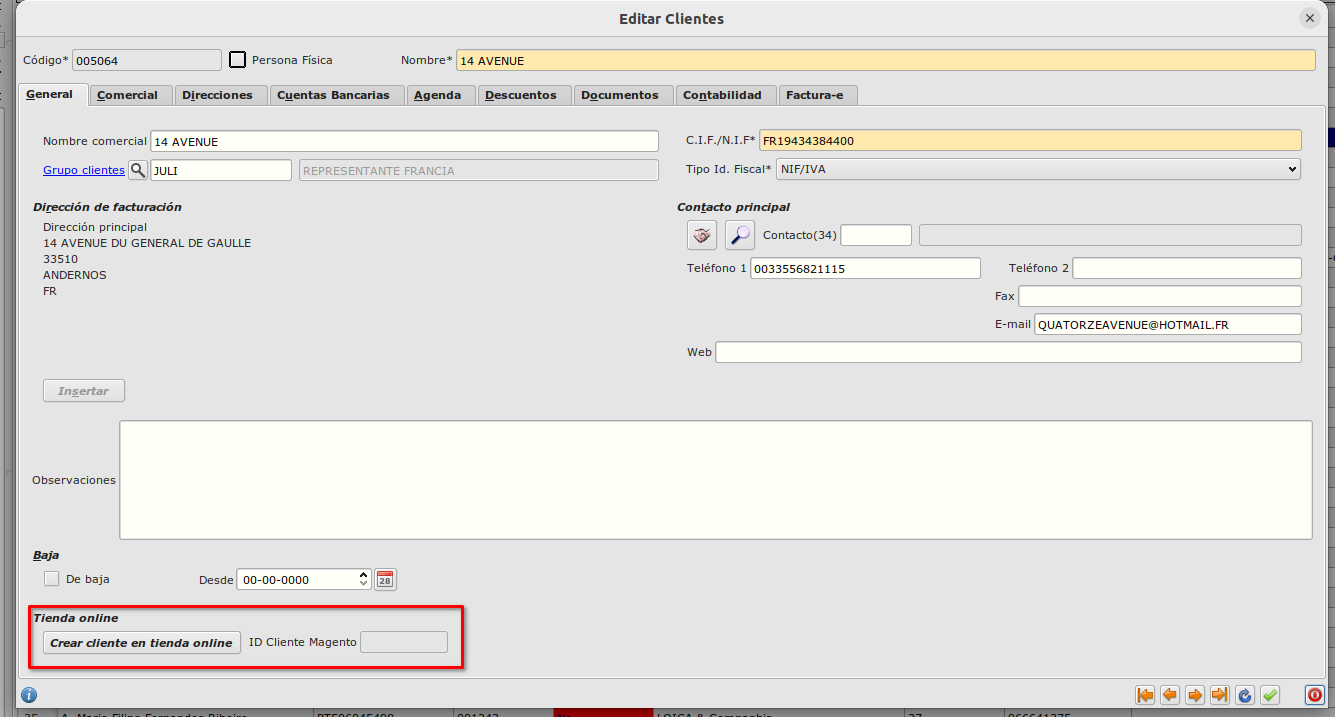 Editar Clientes
Código* 005064 Persona Física Nombre* 14 AVENUE
General Comercial Direcciones Cuentas Bancarias Agenda Descuentos Documentos Contabilidad Factura-e
Nombre comercial 14 AVENUE C.I.F./N.I.F* FR19434384400
Grupo clientes JULI REPRESENTANTE FRANCIA Tipo Id. Fiscal* NIF/IVA
Dirección de facturación Contacto principal
Dirección principal
14 AVENUE DU GENERAL DE GAULLE
33510
ANDERNOS
FR
Contacto(34)
Teléfono 1 0033556821115 Teléfono 2
Fax
E-mail QUATORZEAVENUE@HOTMAIL.FR
Web
Insertar
Observaciones
Baja
De baja Desde 00-00-0000 28
Tienda online
Crear cliente en tienda online ID Cliente Magento